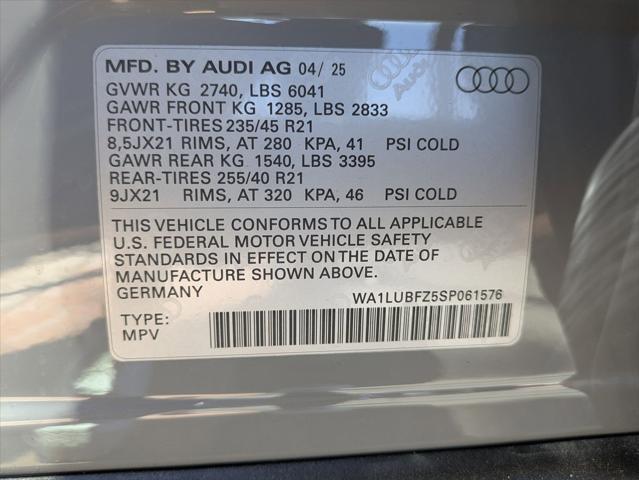 MFD. BY AUDI AG 04/ 25
GVWR KG 2740, LBS 6041
GAWR FRONT KG 1285, LBS 2833
FRONT-TIRES 235/45 R21
8,5JX21 RIMS, AT 280 KPA, 41 PSI COLD
GAWR REAR KG 1540, LBS 3395
REAR-TIRES 255/40 R21
9JX21 RIMS, AT 320 KPA, 46 PSI COLD
THIS VEHICLE CONFORMS TO ALL APPLICABLE
U.S. FEDERAL MOTOR VEHICLE SAFETY
STANDARDS IN EFFECT ON THE DATE OF
MANUFACTURE SHOWN ABOVE.
GERMANY WA1LUBFZ5SP061576
TYPE:
MPV